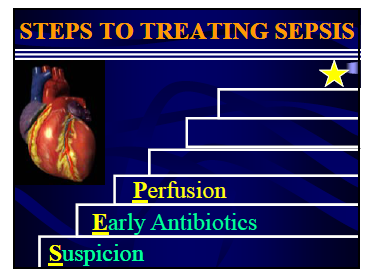 STEPS TO TREATING SEPSIS
Perfusion
Early Antibiotics
Suspicion